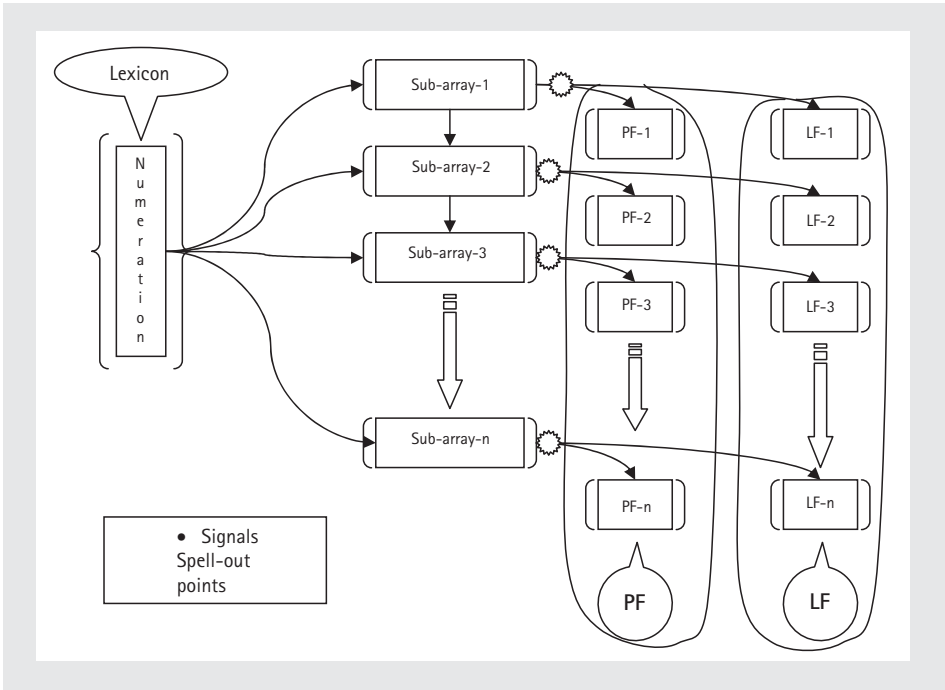 Lexicon
Numeration
Sub-array-1
PF-1
LF-1
Sub-array-2
PF-2
LF-2
Sub-array-3
PF-3
LF-3
Sub-array-n
PF-n
LF-n
• Signals
Spell-out
points
PF
LF